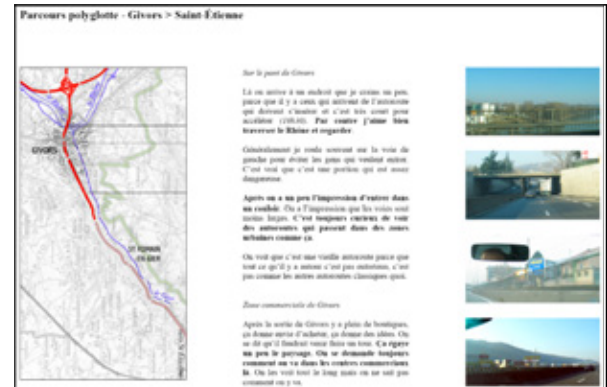 Parcours polyglotte - Givors > Saint-Étienne
GIVORS
Sur le pont de Givors
Là on arrive à un endroit que je crains un peu,
parce que il y a ceux qui arrivent de l'autoroute
qui doivent s'insérer et c'est très court pour
accélérer. Par contre j'aime bien
traverser le Rhône et regarder.
Généralement je roule souvent sur la voie de
gauche pour éviter les gens qui veulent entrer.
C'est vrai que c'est une portion qui est assez
dangereuse.
Après on a un peu l'impression d'entrer dans
un couloir. On a l'impression que les voies sont
moins larges. C'est toujours curieux de voir
des autoroutes qui passent dans des zones
urbaines comme ça.
On voit que c'est une vieille autoroute parce que
tout ce qu'il y a autour c'est pas c'est
pas comme les autres autoroutes classiques quoi.
Zone commerciale de Givors
Après la sortie de Givors y a plein de boutiques,
ça donne envie d'acheter, ça donne des idées. On
se dit qu'il faudrait venir faire un tour. Ça égaye
un peu le paysage. On se demande toujours
comment on va dans les centres commerciaux
là. On les voit tout le long mais on ne sait pas
comment on y va.